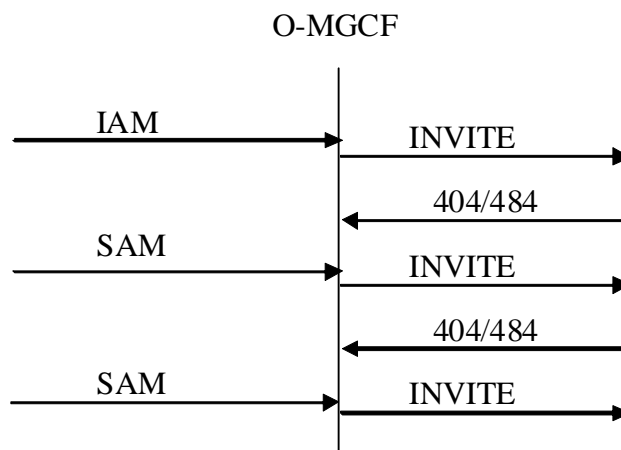 O-MGCF
IAM
INVITE
404/484
SAM
INVITE
404/484
SAM
INVITE